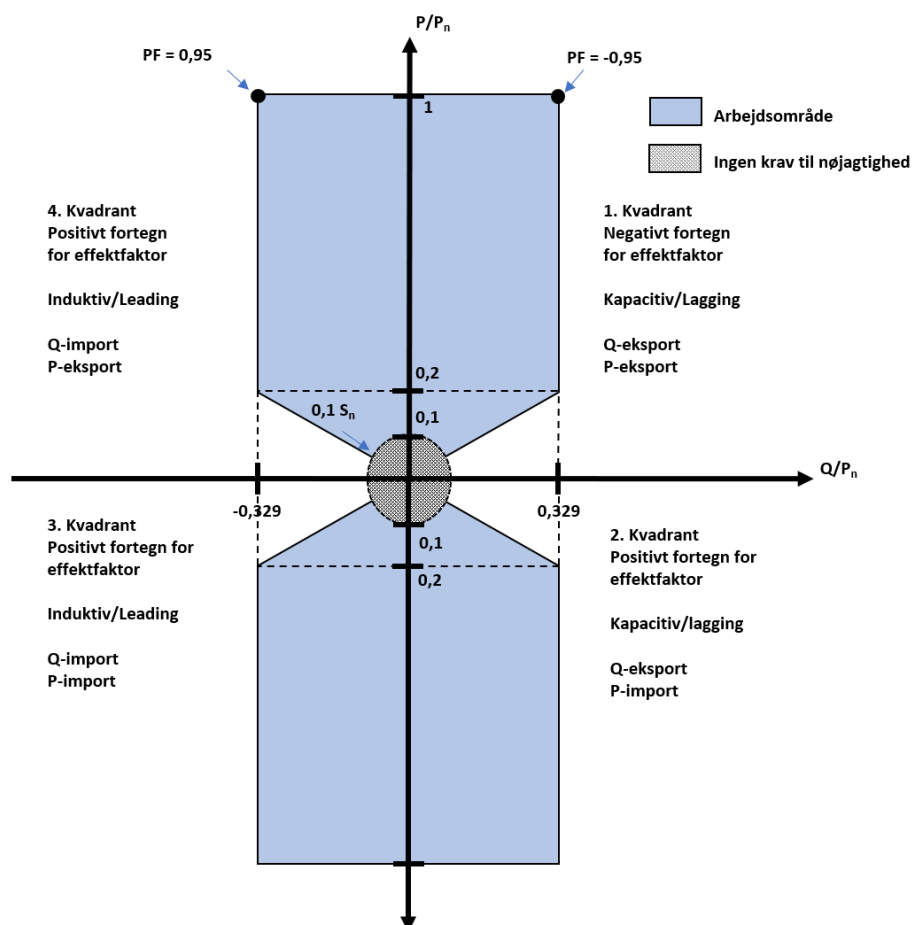 P/Pn
PF = 0,95
PF = -0,95
1
Arbejdsområde
Ingen krav til nøjagtighed
4. Kvadrant
Positivt fortegn
for effektfaktor
Induktiv/Leading
Q-import
P-eksport
1. Kvadrant
Negativt fortegn
for effektfaktor
Kapacitiv/Lagging
Q-eksport
P-eksport
0,2
0,1 Sn
0,1
Q/Pn
-0,329
0,329
3. Kvadrant
Positivt fortegn for
effektfaktor
Induktiv/Leading
Q-import
P-import
0,1
0,2
2. Kvadrant
Positivt fortegn for
effektfaktor
Kapacitiv/lagging
Q-eksport
P-import